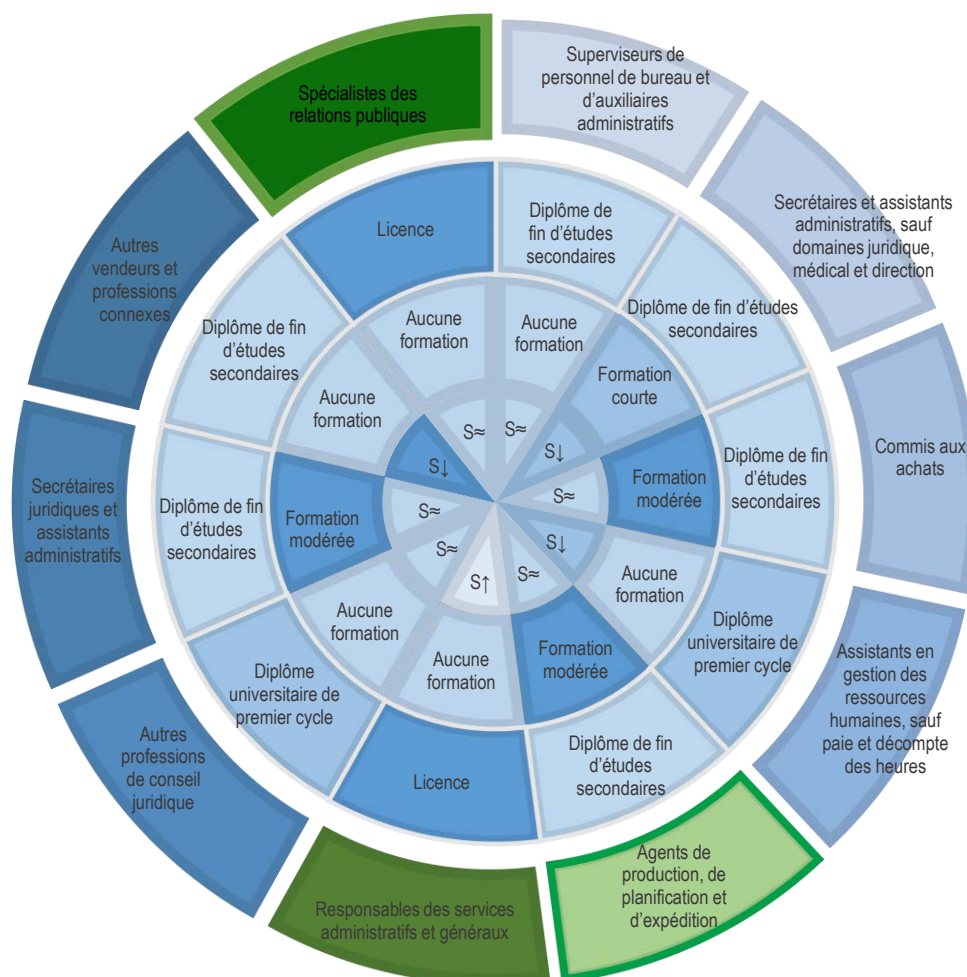 Spécialistes des
relations publiques
Superviseurs de
personnel de bureau et
d'auxiliaires
administratifs
Secrétaires et assistants
administratifs, sauf
domaines juridique,
médical et direction
Commis aux
achats
Assistants en
gestion des
ressources
humaines, sauf
paie et décompte
des heures
Agents de
production, de
planification et
d'expédition
Responsables des services
administratifs et généraux
Autres
professions
de conseil
juridique
Secrétaires
juridiques et
assistants
administratifs
Autres
vendeurs et
professions
connexes
Licence
Diplôme de
fin d'études
secondaires
Diplôme de fin d'études
secondaires
Diplôme de fin
d'études
secondaires
Diplôme
universitaire de
premier cycle
Diplôme de fin
d'études
secondaires
Licence
Diplôme
universitaire de
premier cycle
Diplôme de fin
d'études
secondaires
Diplôme de fin
d'études
secondaires
Aucune
formation
Aucune
formation
Formation
courte
Formation
modérée
Aucune
formation
Formation
modérée
Aucune
formation
Aucune
formation
Formation
modérée
Aucune
formation
S≈
S≈
S↓
S≈
S↓
S≈
S↑
S≈
S≈
S↓